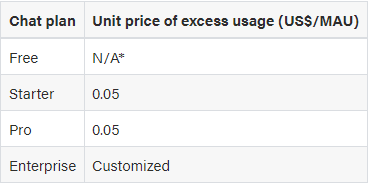 Chat plan Unit price of excess usage (US$/MAU)
Free N/A*
Starter 0.05
Pro 0.05
Enterprise Customized